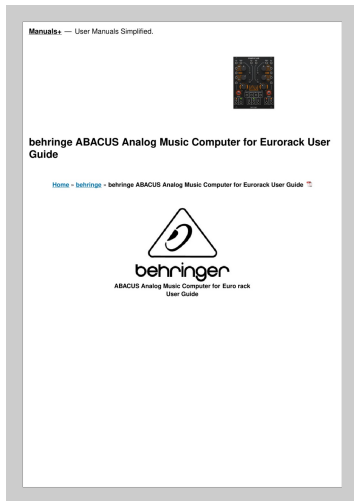 Manuals+ — User Manuals Simplified.
behringe ABACUS Analog Music Computer for Eurorack User
Guide
Home » behringe » behringe ABACUS Analog Music Computer for Eurorack User Guide
behringer
ABACUS Analog Music Computer for Euro rack
User Guide